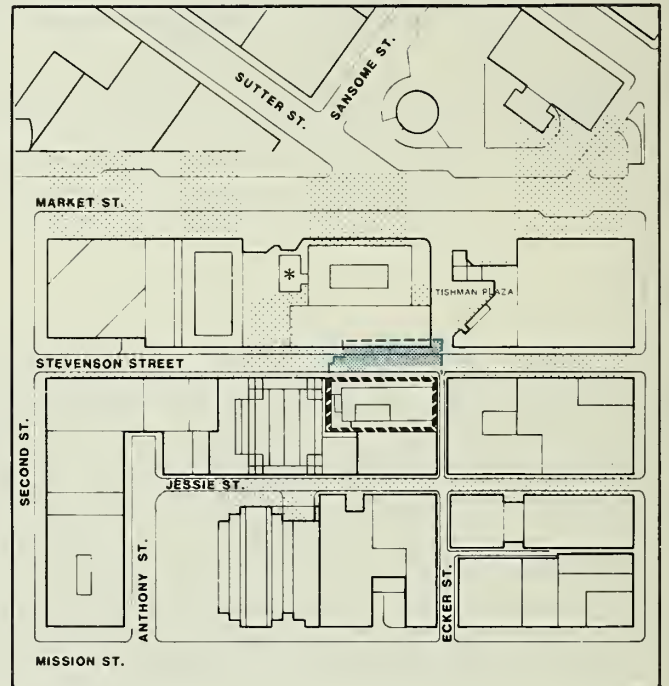 SUTTER ST.
SANSOME ST.
MARKET ST.
*
TISHMAN PLAZA
STEVENSON STREET
SECOND ST.
JESSIE ST.
ANTHONY ST.
ECKER ST.
MISSION ST.